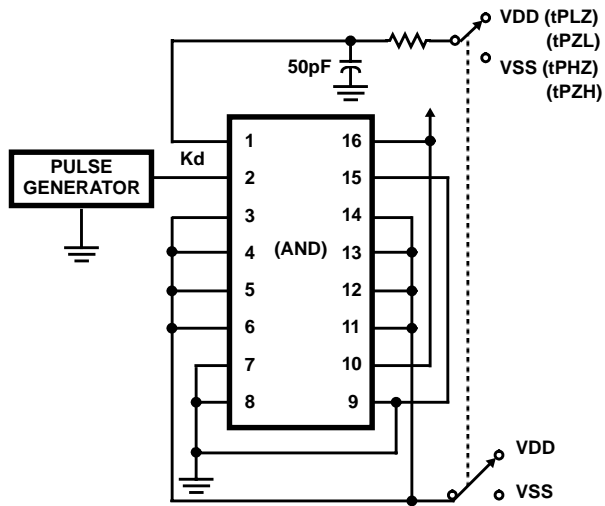 VDD (tPLZ)
(tPZL)
VSS (tPHZ)
(tPZH)
50pF
1
16
Kd
PULSE
GENERATOR
2
15
3
14
4
(AND)
13
5
12
6
11
7
10
8
9
VDD
VSS